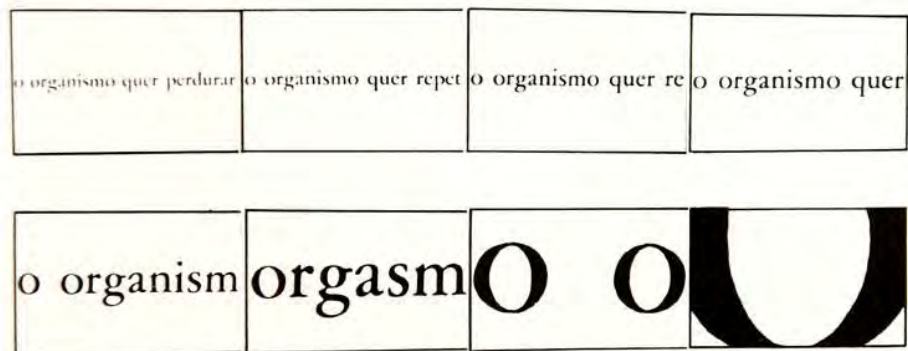 o organismo quer perdurar
o organismo quer repet
o organismo quer re
o organismo quer
o organism
orgasm
o o
o